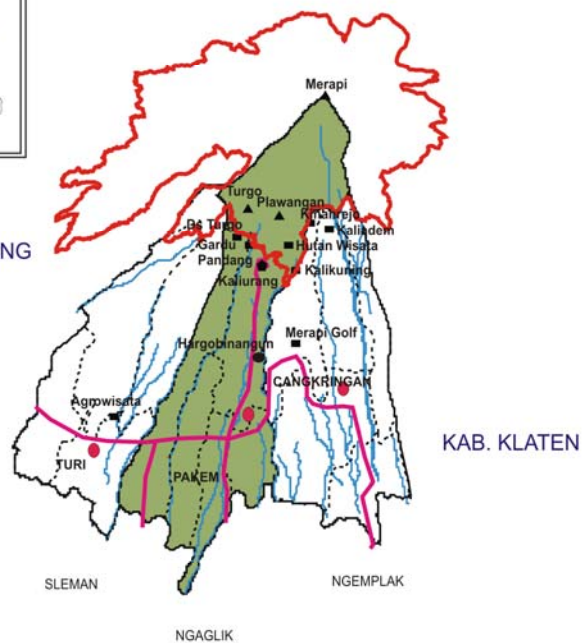 Merapi
Turgo
Plawangan
Ds Turgo
Kinahrejo
Kaliadem
Gardu
Pandang
Hutan Wisata
NG
Kaliurang
Kalikuning
Hargobinangun
Merapi Golf
CANGKRINGAN
Agrowisata
KAB. KLATEN
TURI
PAKEM
SLEMAN
NGEMPLAK
NGAGLIK